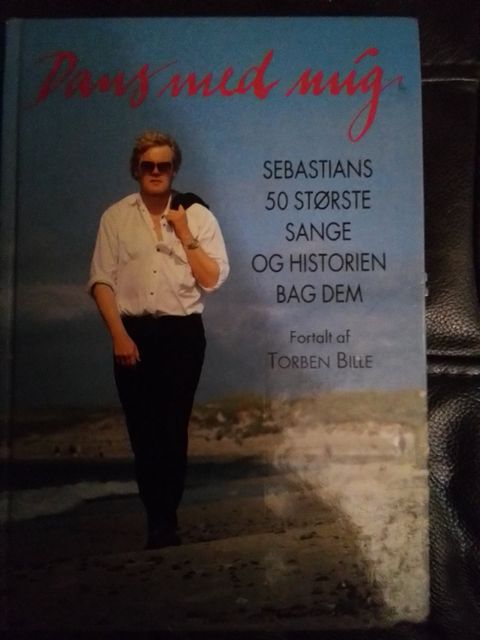 Dans med mig
SEBASTIANS
50 STØRSTE
SANGE
OG HISTORIEN
BAG DEM
Fortalt af
TORBEN BILLE